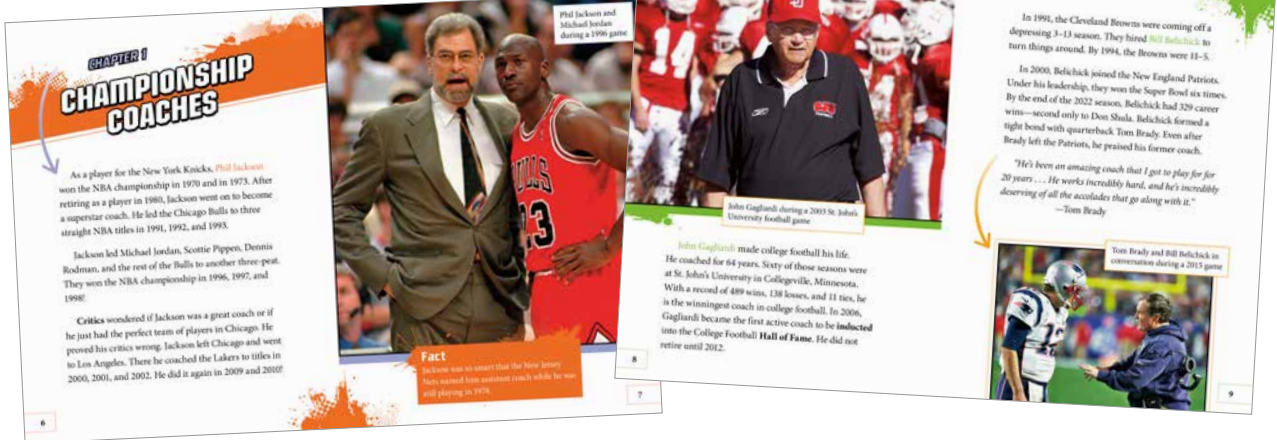 CHAPTER 1
CHAMPIONSHIP
COACHES
As a player for the New York Knicks, Phil Jackson
won the NBA championship in 1970 and in 1973. After
retiring as a player in 1980, Jackson went on to become
a superstar coach. He led the Chicago Bulls to three
straight NBA titles in 1991, 1992, and 1993.
Jackson led Michael Jordan, Scottie Pippen, Dennis
Rodman, and the rest of the Bulls to another three-peat.
They won the NBA championship in 1996, 1997, and
1998!
Critics wondered if Jackson was a great coach or if
he just had the perfect team of players in Chicago. He
proved his critics wrong. Jackson left Chicago and went
to Los Angeles. There he coached the Lakers to titles in
2000, 2001, and 2002. He did it again in 2009 and 2010!
6
Phil Jackson and
Michael Jordan
during a 1996 game
BULLS
23
Fact
Jackson was so smart that the New Jersey
Nets named him assistant coach while he was
still playing in 1978.
7
14
John Gagliardi during a 2003 St. John's
University football game
John Gagliardi made college football his life.
He coached for 64 years. Sixty of those seasons were
at St. John's University in Collegeville, Minnesota.
With a record of 489 wins, 138 losses, and 11 ties, he
is the winningest coach in college football. In 2006,
Gagliardi became the first active coach to be inducted
into the College Football Hall of Fame. He did not
retire until 2012.
8
In 1991, the Cleveland Browns were coming off a
depressing 3–13 season. They hired Bill Belichick to
turn things around. By 1994, the Browns were 11–5.
In 2000, Belichick joined the New England Patriots.
Under his leadership, they won the Super Bowl six times.
By the end of the 2022 season, Belichick had 329 career
wins—second only to Don Shula. Belichick formed a
tight bond with quarterback Tom Brady. Even after
Brady left the Patriots, he praised his former coach.
"He's been an amazing coach that I got to play for for
20 years . . . He works incredibly hard, and he's incredibly
deserving of all the accolades that go along with it."
—Tom Brady
Tom Brady and Bill Belichick in
conversation during a 2015 game
12
9